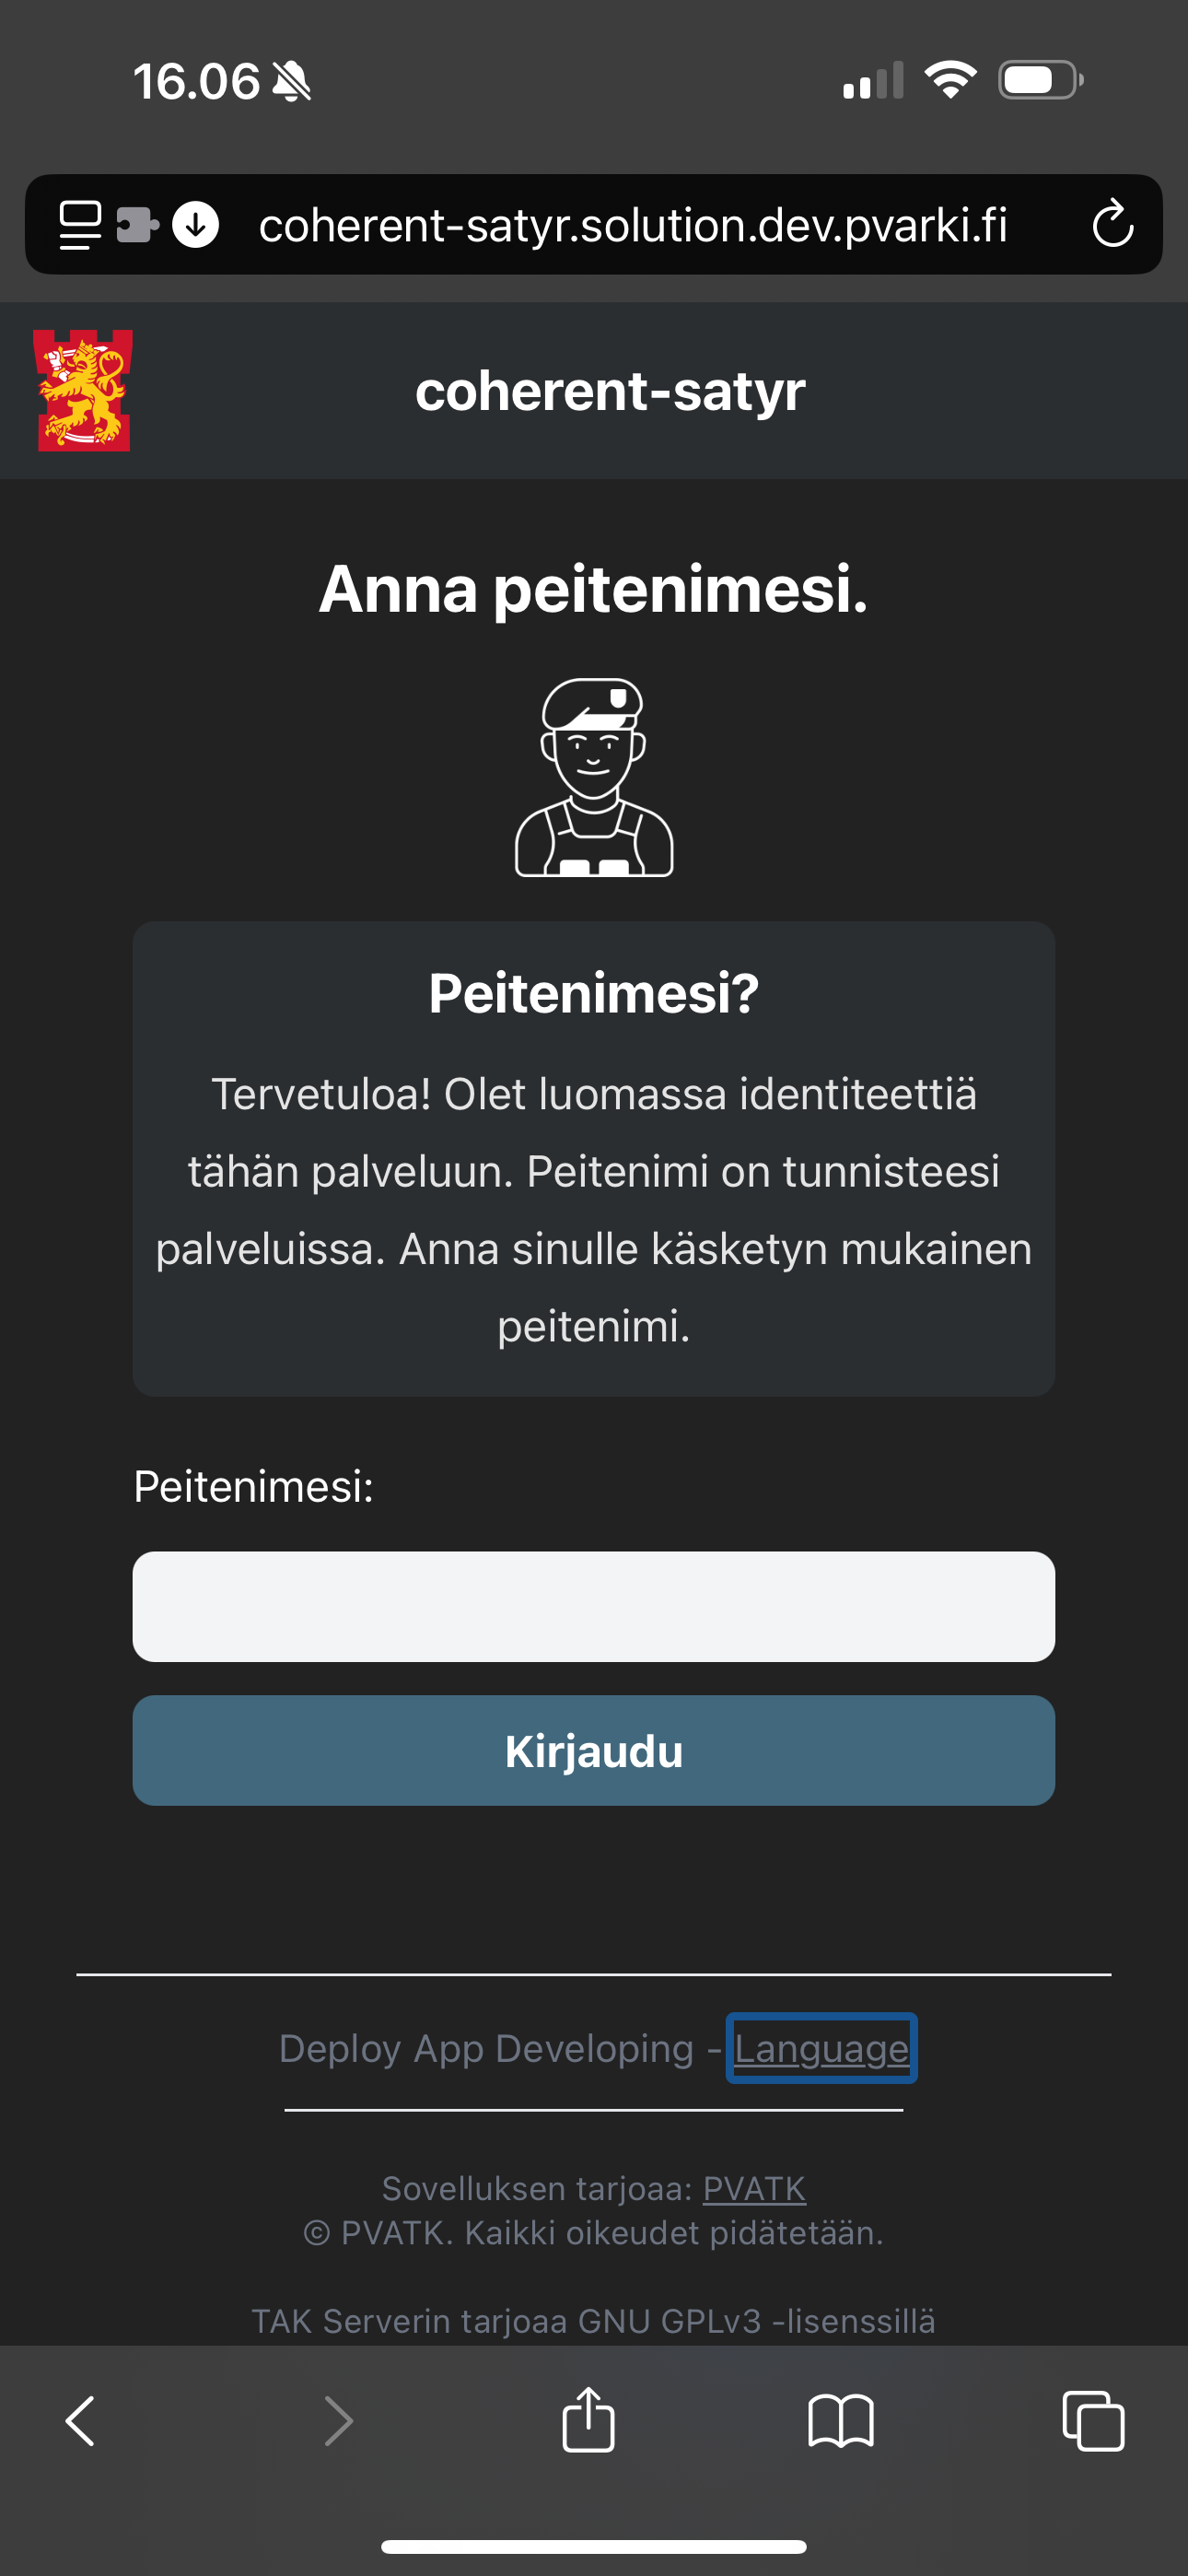 16.06
coherent-satyr.solution.dev.pvarki.fi
coherent-satyr
Anna peitenimesi.
Peitenimesi?
Tervetuloa! Olet luomassa identiteettiä
tähän palveluun. Peitenimi on tunnisteesi
palveluissa. Anna sinulle käsketyn mukainen
peitenimi.
Peitenimesi:
Kirjaudu
Deploy App Developing - Language
Sovelluksen tarjoaa: PVATK
© PVATK. Kaikki oikeudet pidätetään.
TAK Serverin tarjoaa GNU GPLv3 -lisenssillä